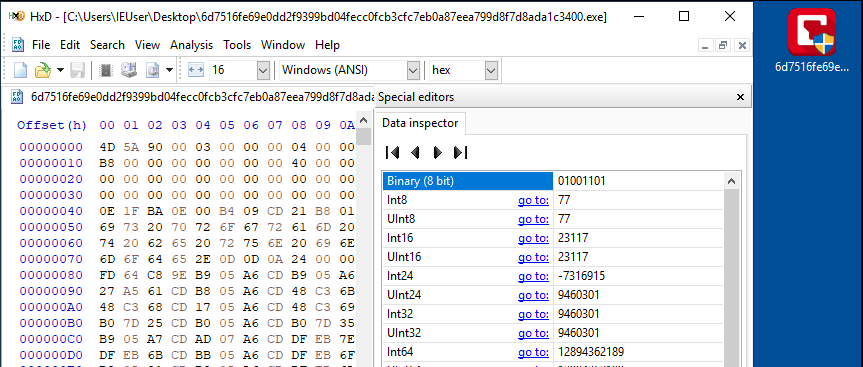 HxD - [C:\Users\IEUser\Desktop\6d7516fe69e0dd2f9399bd04fecc0fcb3cfc7eb0a87eea799d8f7d8ada1c3400.exe]
File Edit Search View Analysis Tools Window Help
16 Windows (ANSI) hex
6d7516fe69e0dd2f9399bd04fecc0fcb3cfc7eb0a87eea799d8f7d8ada
Offset(h) 00 01 02 03 04 05 06 07 08 09 0A
00000000 4D 5A 90 00 03 00 00 00 04 00 00
00000010 B8 00 00 00 00 00 00 00 40 00 00
00000020 00 00 00 00 00 00 00 00 00 00 00
00000030 00 00 00 00 00 00 00 00 00 00 00
00000040 0E 1F BA 0E 00 B4 09 CD 21 B8 01
00000050 69 73 20 70 72 6F 67 72 61 6D 20
00000060 74 20 62 65 20 72 75 6E 20 69 6E
00000070 6D 6F 64 65 2E 0D 0D 0A 24 00 00
00000080 FD 64 C8 9E B9 05 A6 CD B9 05 A6
00000090 27 A5 61 CD B8 05 A6 CD 48 C3 6B
000000A0 48 C3 68 CD 17 05 A6 CD 48 C3 69
000000B0 B0 7D 25 CD B0 05 A6 CD B0 7D 35
000000C0 B9 05 A7 CD AD 07 A6 CD DF EB 7E
000000D0 DF EB 6B CD BB 05 A6 CD DF EB 6F
Special editors
Data inspector
Binary (8 bit) 01001101
Int8 go to: 77
UInt8 go to: 77
Int16 go to: 23117
UInt16 go to: 23117
Int24 go to: -7316915
UInt24 go to: 9460301
Int32 go to: 9460301
UInt32 go to: 9460301
Int64 go to: 12894362189
6d7516fe69e...